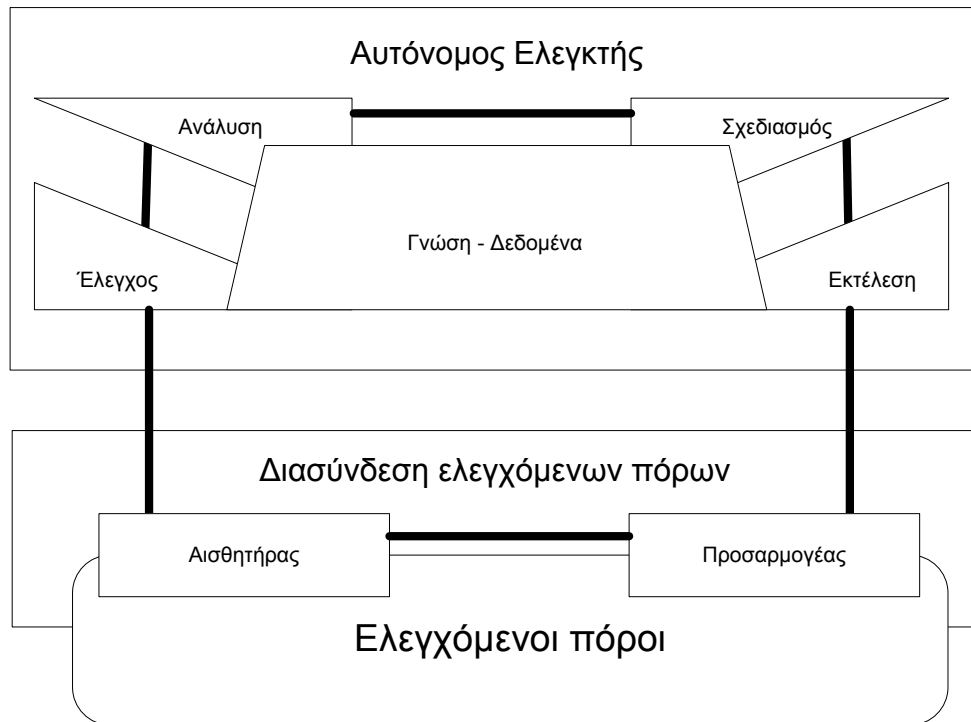 Αυτόνομος Ελεγκτής
Ανάλυση
Σχεδιασμός
Γνώση - Δεδομένα
Έλεγχος
Εκτέλεση
Διασύνδεση ελεγχόμενων πόρων
Αισθητήρας
Προσαρμογέας
Ελεγχόμενοι πόροι